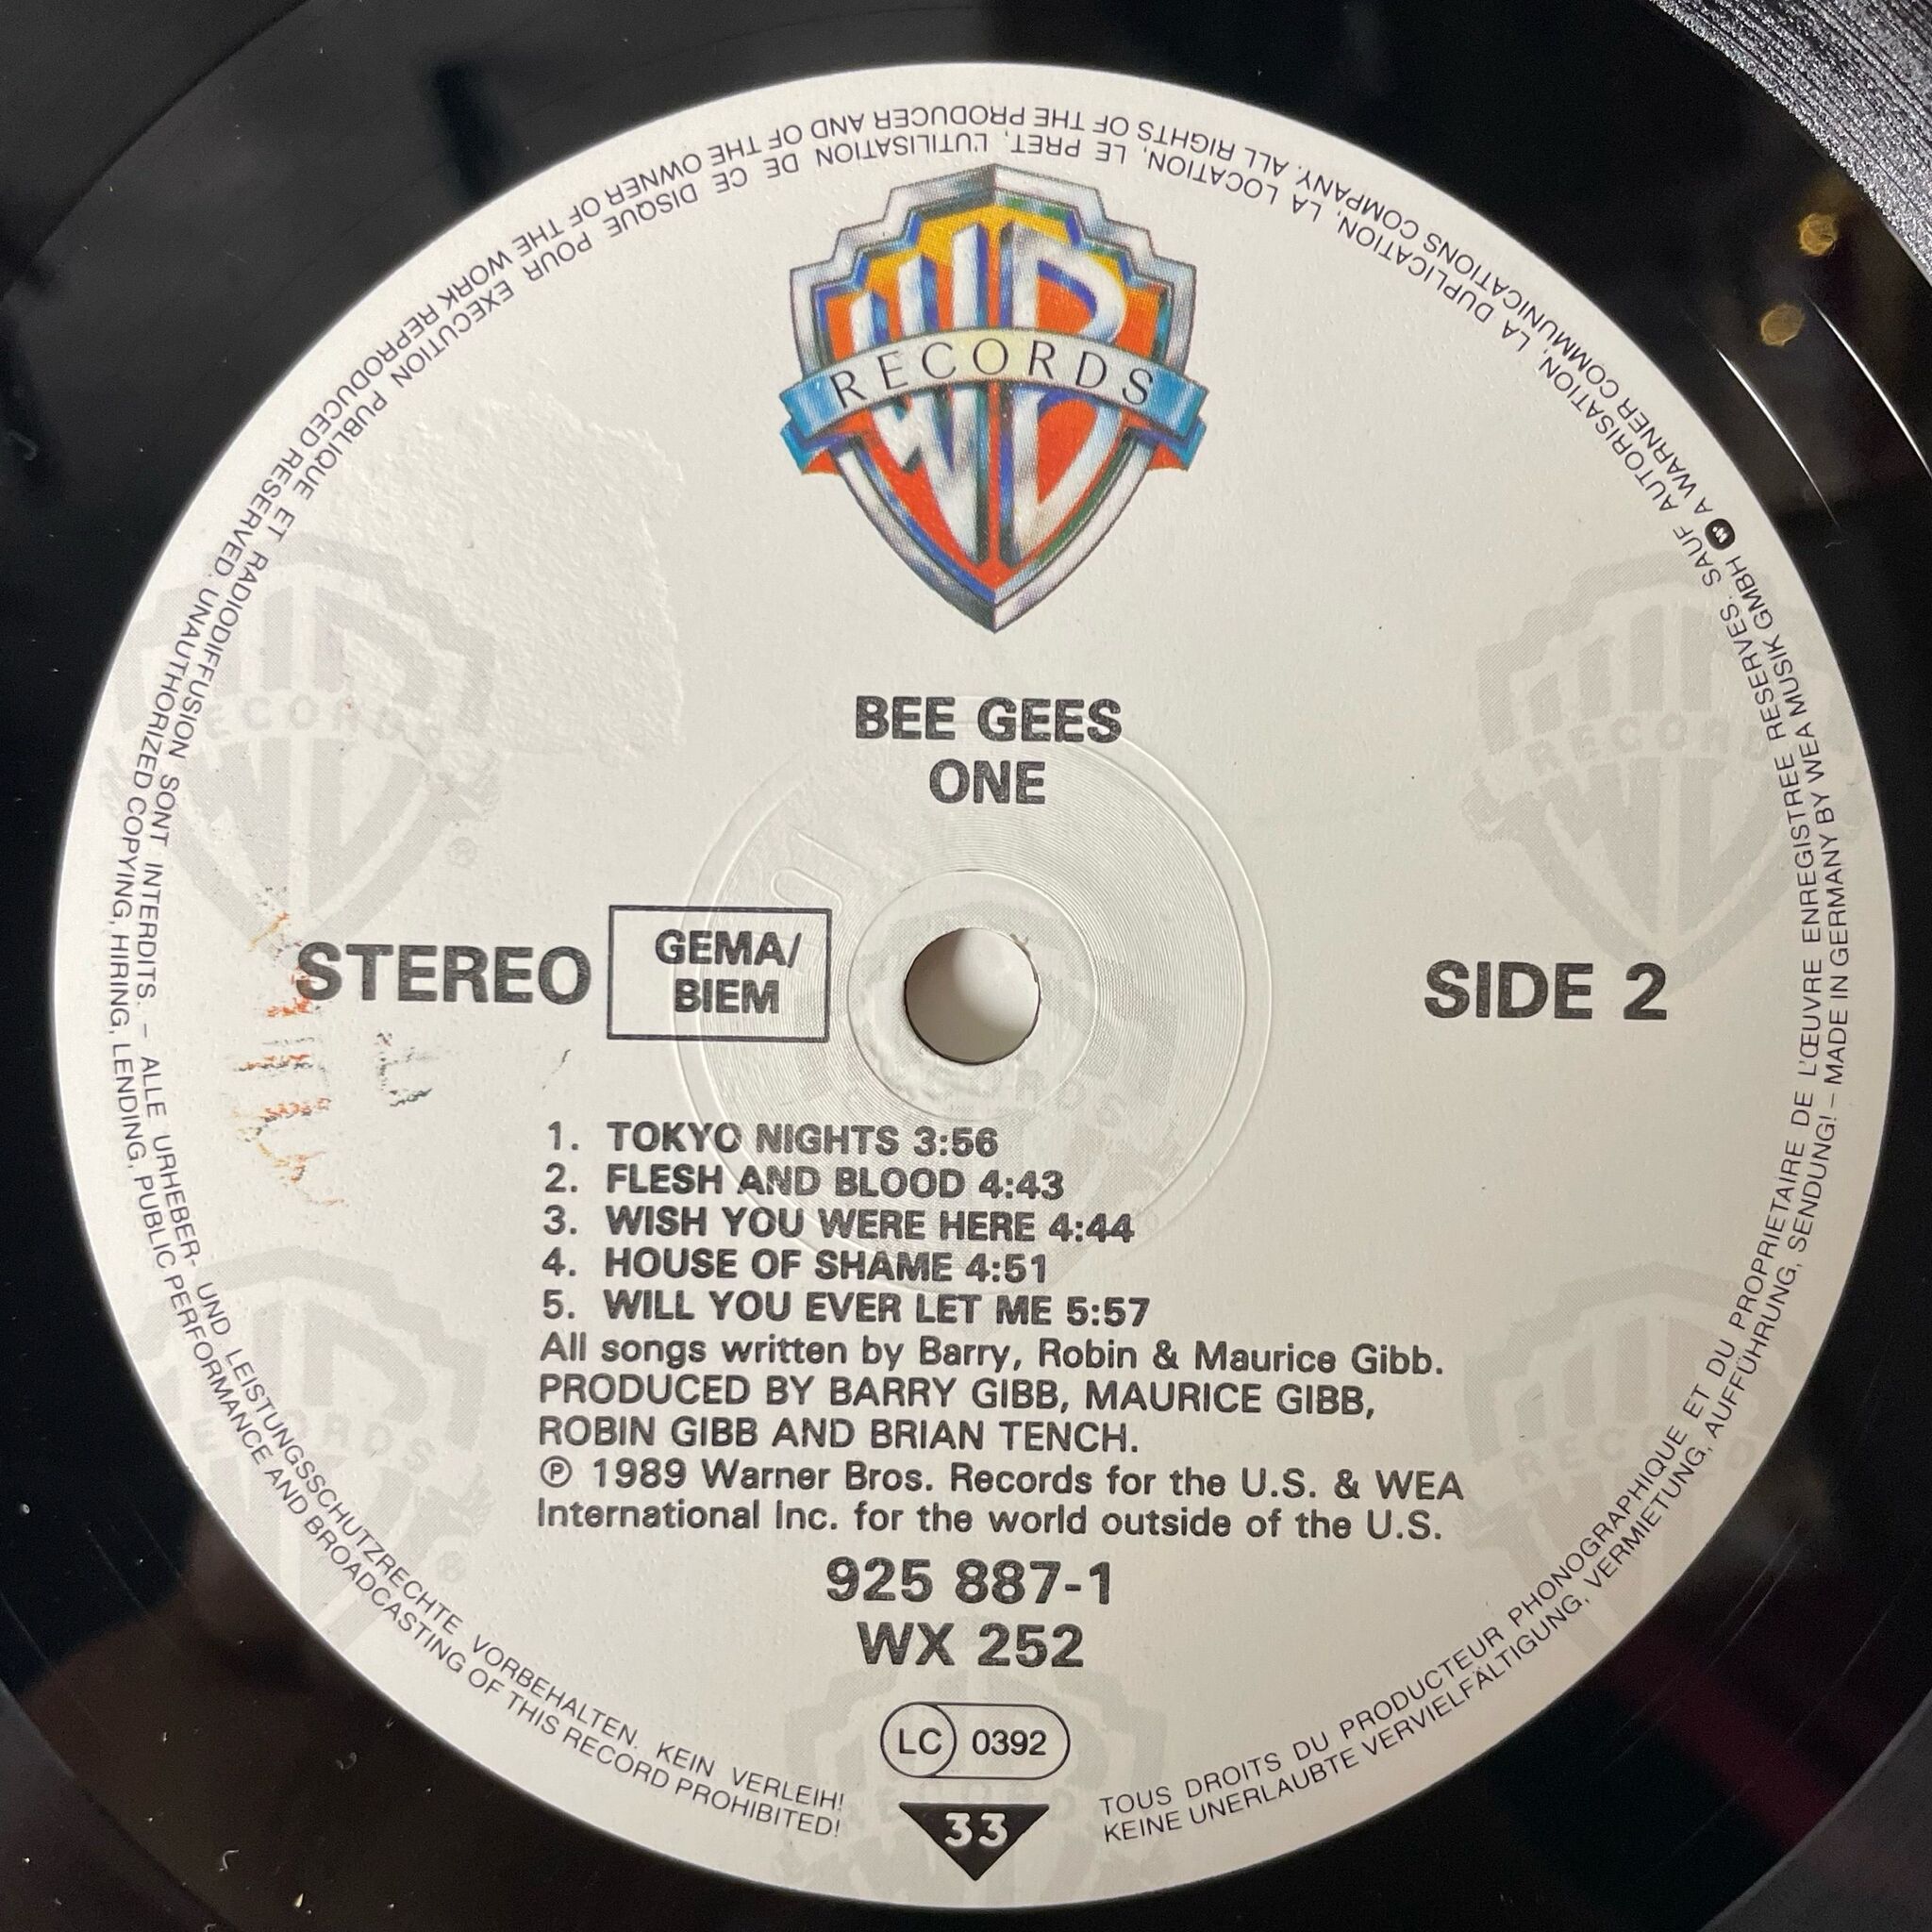 RECORDS
BEE GEES
ONE
STEREO
GEMA/
BIEM
SIDE 2
1. TOKYO NIGHTS 3:56
2. FLESH AND BLOOD 4:43
3. WISH YOU WERE HERE 4:44
4. HOUSE OF SHAME 4:51
5. WILL YOU EVER LET ME 5:57
All songs written by Barry, Robin & Maurice Gibb.
PRODUCED BY BARRY GIBB, MAURICE GIBB,
ROBIN GIBB AND BRIAN TENCH.
℗ 1989 Warner Bros. Records for the U.S. & WEA
International Inc. for the world outside of the U.S.
925 887-1
WX 252
LC 0392
33
TOUS DROITS DU PRODUCTEUR PHONOGRAPHIQUE ET DU PROPRIETAIRE DE L'ŒUVRE ENREGISTREE RESERVES. SAUF AUTORISATION, LA DUPLICATION, LA LOCATION, LE PRET, L'UTILISATION DE CE DISQUE POUR EXECUTION PUBLIQUE ET RADIODIFFUSION SONT INTERDITS. – ALLE URHEBER- UND LEISTUNGSSCHUTZRECHTE VORBEHALTEN. KEIN VERLEIH!
KEINE UNERLAUBTE VERVIELFÄLTIGUNG, VERMIETUNG, AUFFÜHRUNG, SENDUNG! – MADE IN GERMANY BY WEA MUSIK GMBH A WARNER COMMUNICATIONS COMPANY. ALL RIGHTS OF THE PRODUCER AND OF THE OWNER OF THE WORK REPRODUCED RESERVED. UNAUTHORIZED COPYING, HIRING, LENDING, PUBLIC PERFORMANCE AND BROADCASTING OF THIS RECORD PROHIBITED!